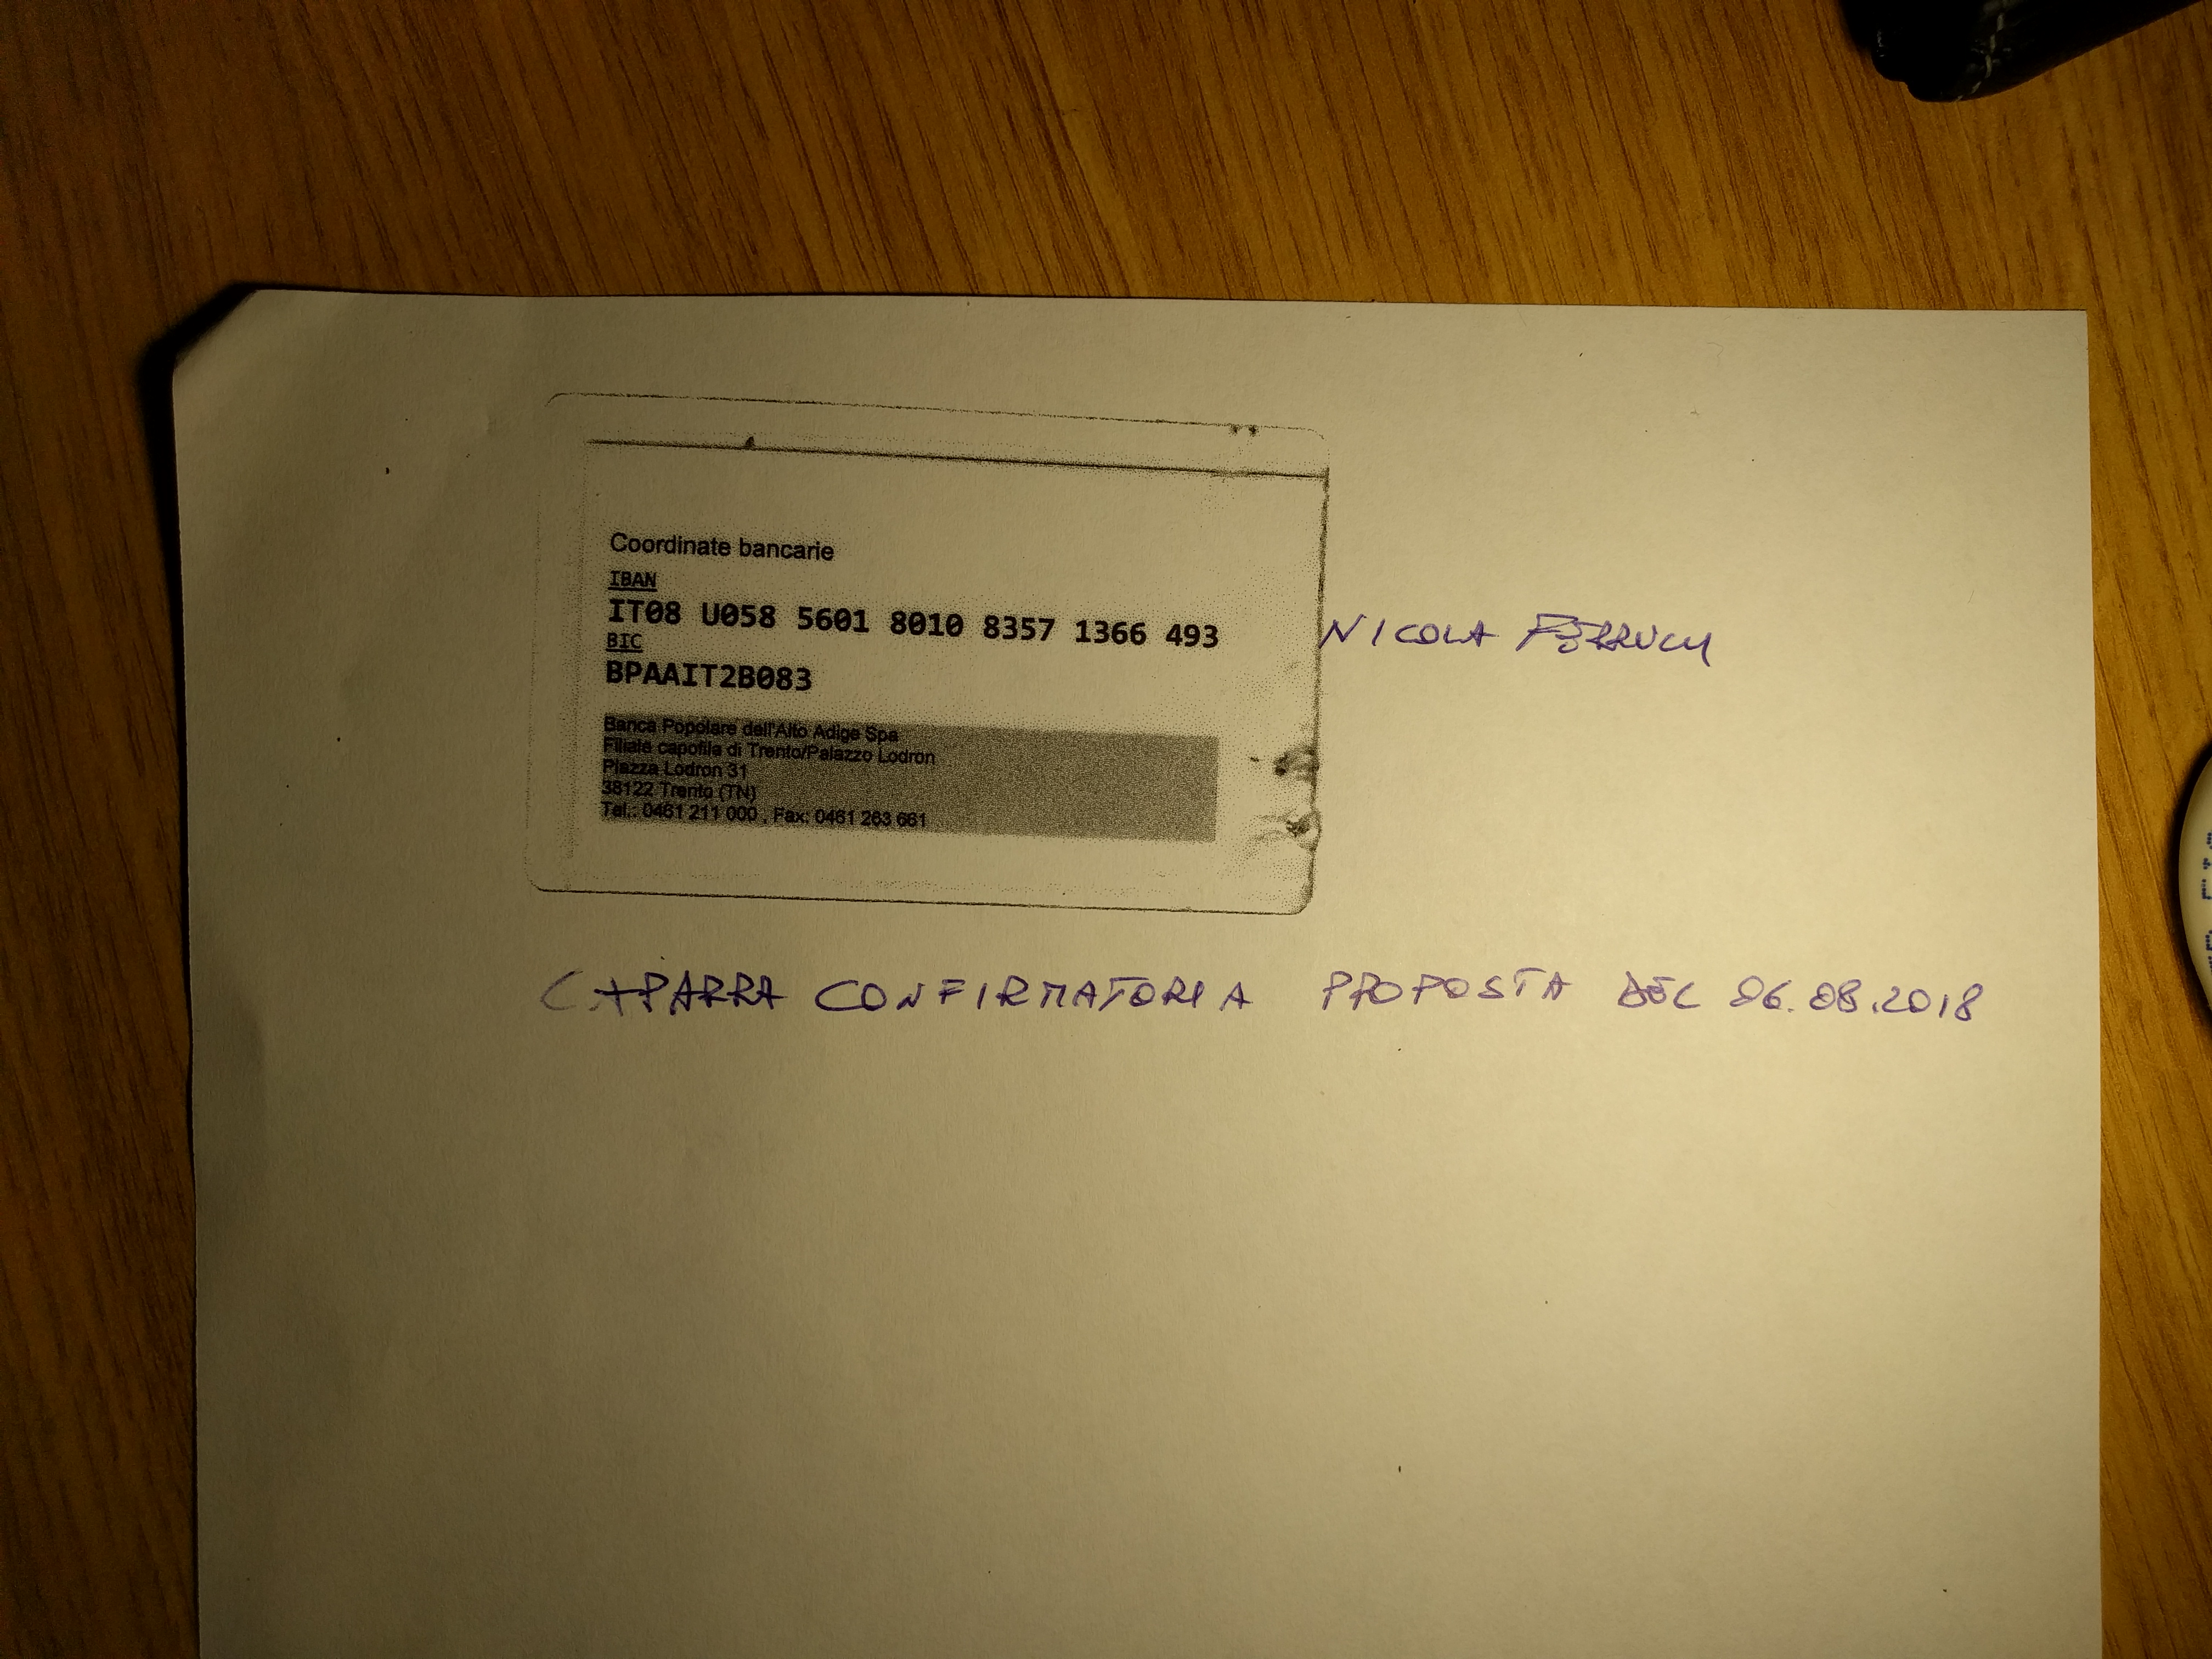 Coordinate bancarie
IBAN
IT08 U058 5601 8010 8357 1366 493
BIC
BPAAIT2B083
NICOLA
Banca Popolare dell'Alto Adige Spa
Filiale capofila di Trento/Palazzo Lodron
Piazza Lodron 31
38122 Trento (TN)
Tel.: 0461 211 000 , Fax: 0461 263 661
CAPARRA CONFIRMATORIA PROPOSTA DEL 06.08.2018